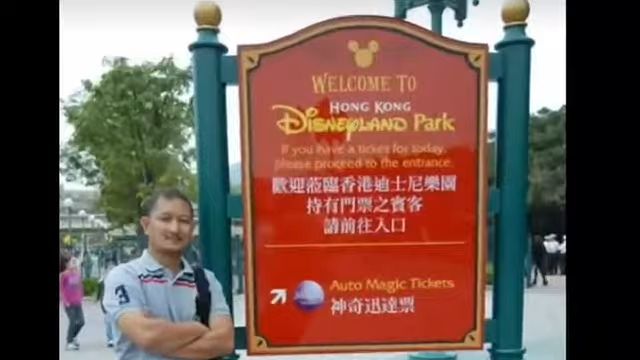 WELCOME TO
HONG KONG
DISNEYLAND Park
If you have a ticket for today,
please proceed to the entrance.
歡迎蒞臨香港迪士尼樂園
持有門票之賓客
請前往入口
Auto Magic Tickets
神奇迅達票
3